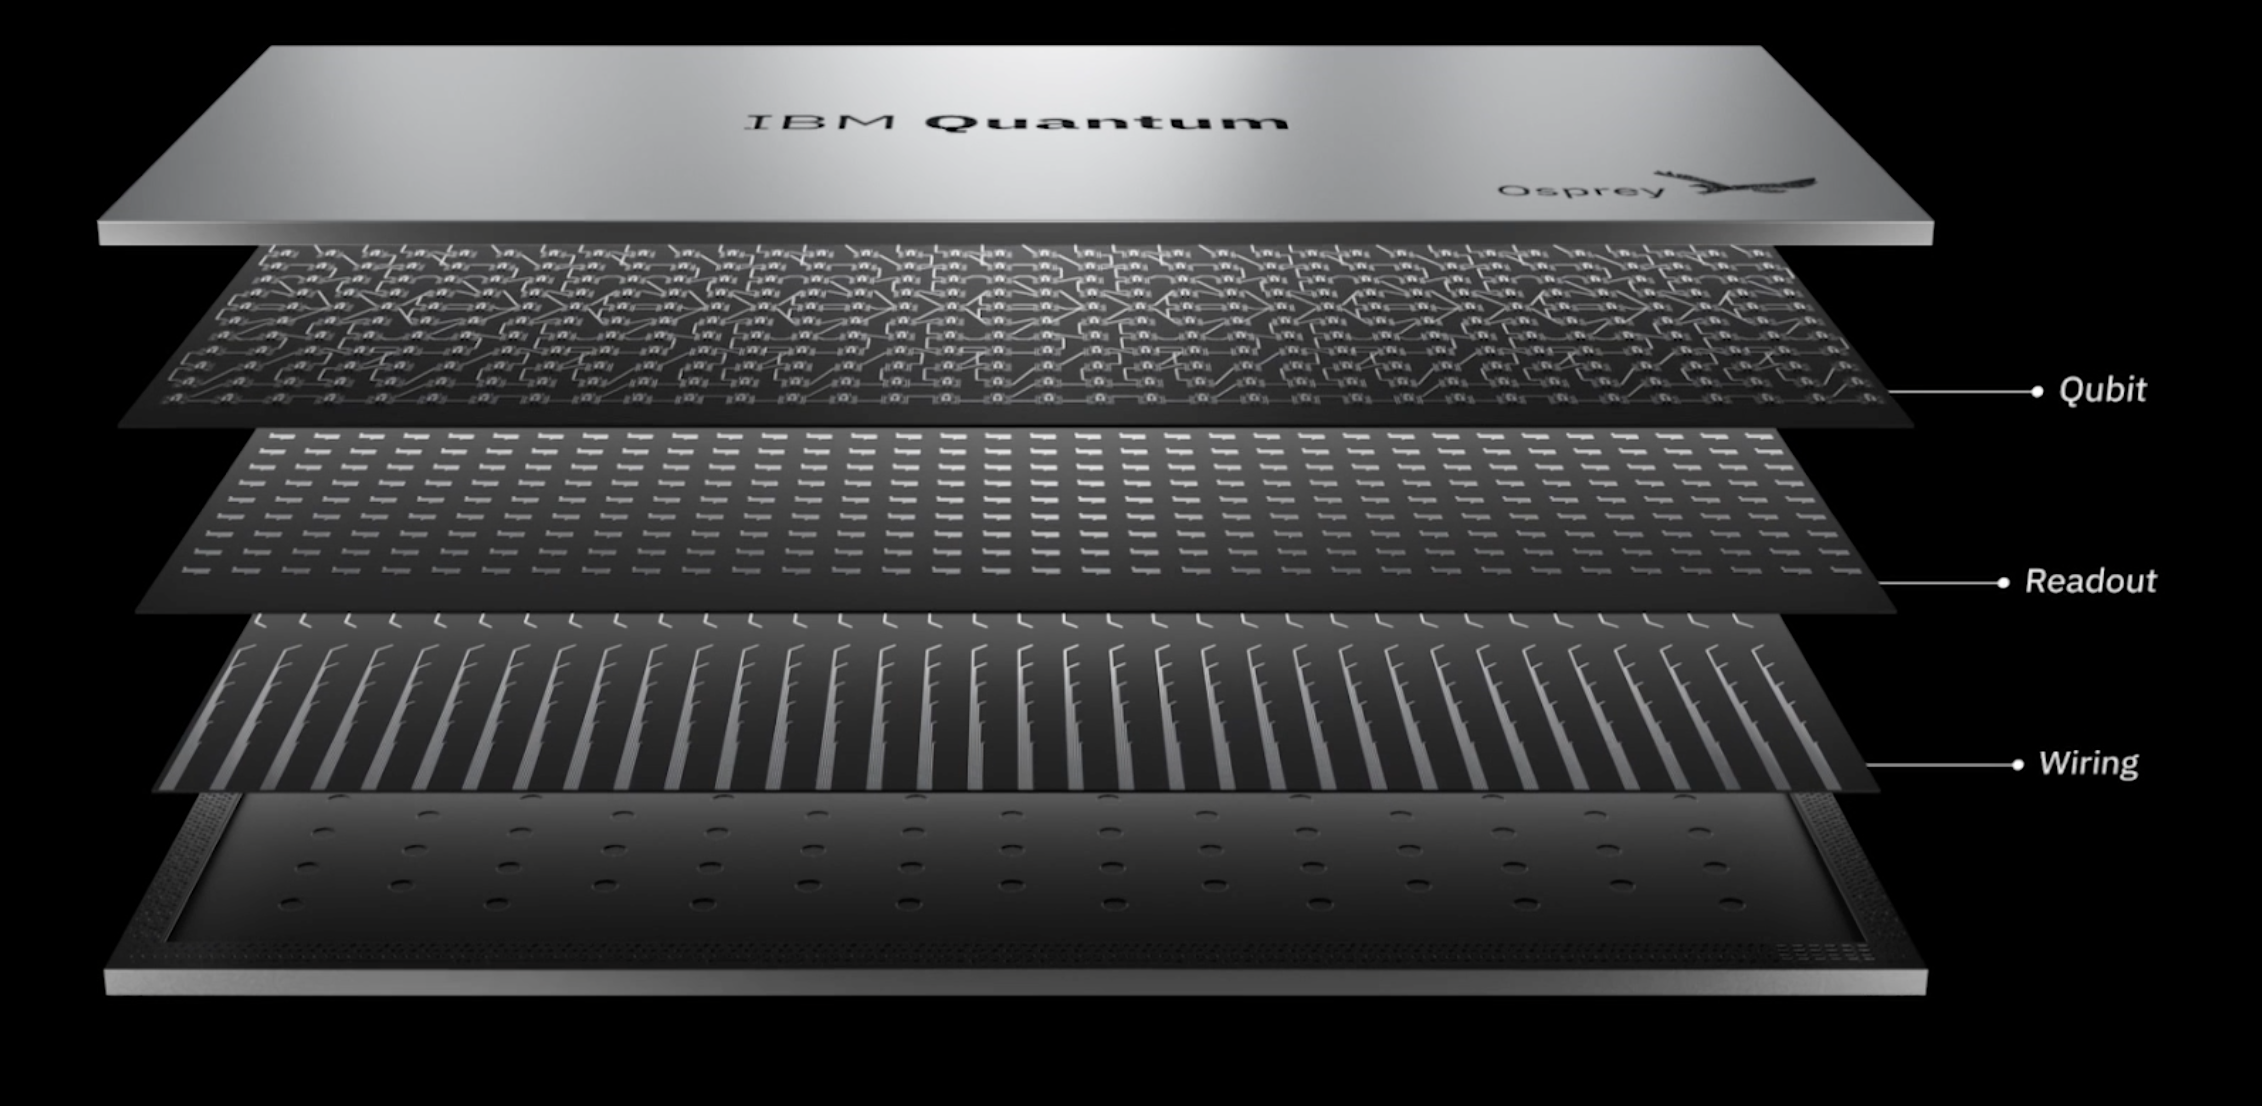 IBM Quantum
Osprey
Qubit
Readout
Wiring